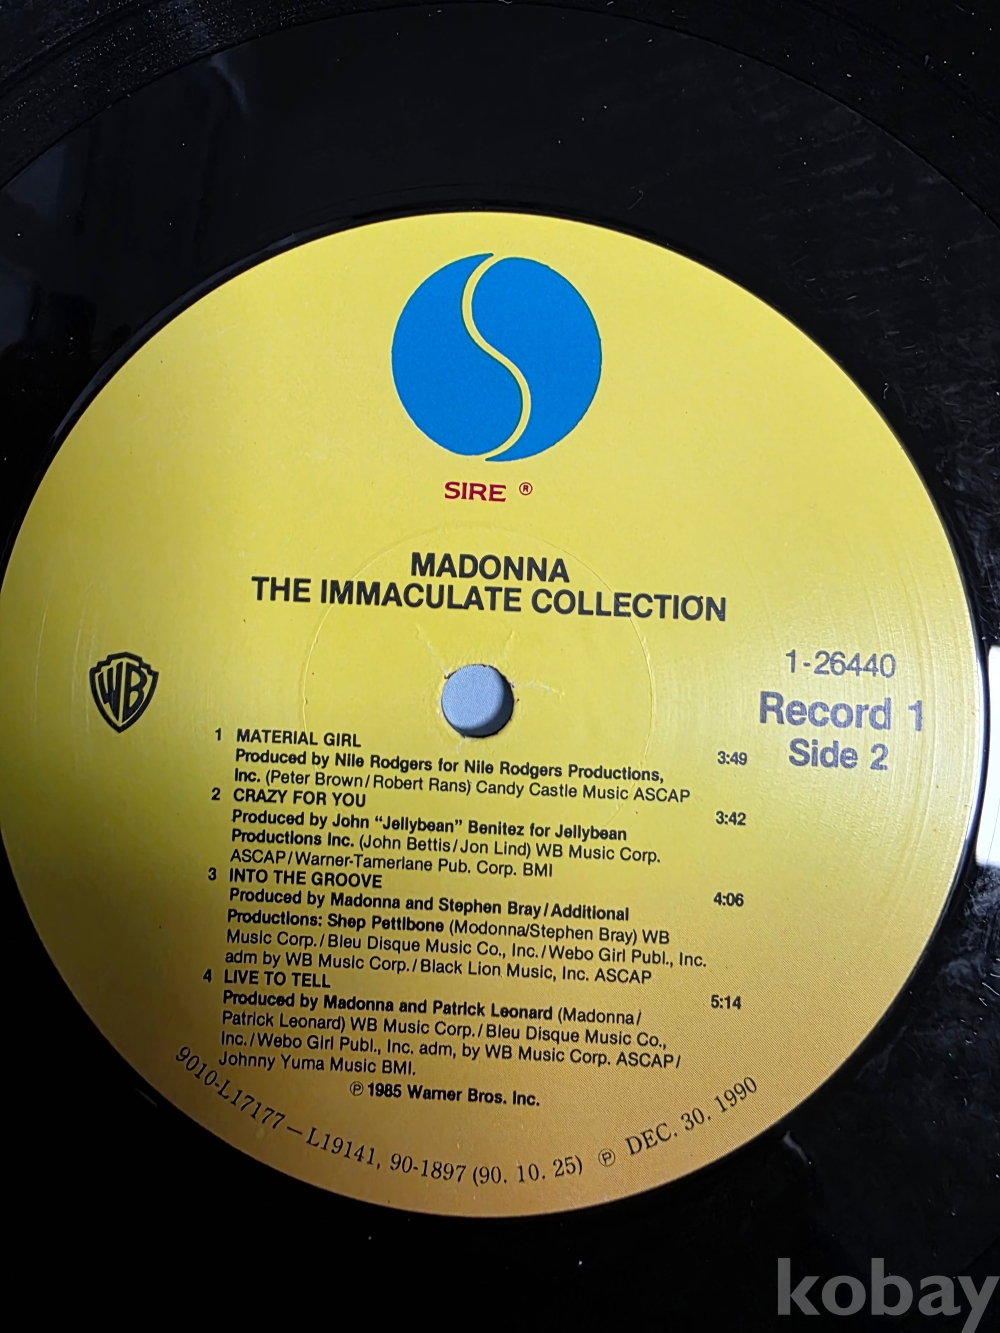 SIRE ®
MADONNA
THE IMMACULATE COLLECTION
WB
1-26440
Record 1
Side 2
1 MATERIAL GIRL
Produced by Nile Rodgers for Nile Rodgers Productions, 3:49
Inc. (Peter Brown/Robert Rans) Candy Castle Music ASCAP
2 CRAZY FOR YOU
Produced by John "Jellybean" Benitez for Jellybean 3:42
Productions Inc. (John Bettis/Jon Lind) WB Music Corp.
ASCAP/Warner-Tamerlane Pub. Corp. BMI
3 INTO THE GROOVE
Produced by Madonna and Stephen Bray/Additional 4:06
Productions: Shep Pettibone (Modonna/Stephen Bray) WB
Music Corp./Bleu Disque Music Co., Inc./Webo Girl Publ., Inc.
adm by WB Music Corp./Black Lion Music, Inc. ASCAP
4 LIVE TO TELL
Produced by Madonna and Patrick Leonard (Madonna/ 5:14
Patrick Leonard) WB Music Corp./Bleu Disque Music Co.,
Inc./Webo Girl Publ., Inc. adm, by WB Music Corp. ASCAP/
Johnny Yuma Music BMI.
℗ 1985 Warner Bros. Inc.
9010-L17177–L19141, 90-1897 (90. 10. 25) ℗ DEC. 30. 1990
kobay